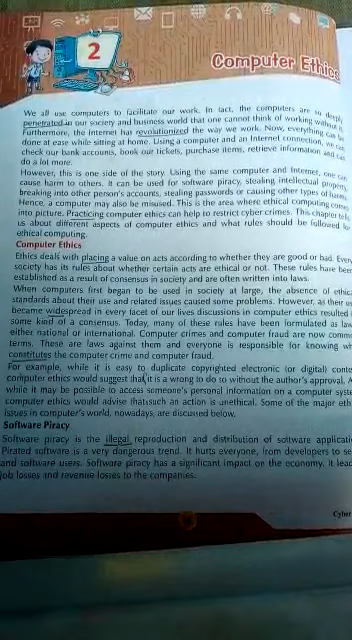 2
Computer Ethics
We all use computers to facilitate our work. In fact, the computers are so deeply
penetrated in our society and business world that one cannot think of working without it.
Furthermore, the Internet has revolutionized the way we work. Now, everything can be
done at ease while sitting at home. Using a computer and an Internet connection, we can
check our bank accounts, book our tickets, purchase items, retrieve information and can
do a lot more.
However, this is one side of the story. Using the same computer and Internet, one can
cause harm to others. It can be used for software piracy, stealing intellectual property,
breaking into other person's accounts, stealing passwords or causing other types of harms.
Hence, a computer may also be misused. This is the area where ethical computing comes
into picture. Practicing computer ethics can help to restrict cyber crimes. This chapter tells
us about different aspects of computer ethics and what rules should be followed for
ethical computing.
Computer Ethics
Ethics deals with placing a value on acts according to whether they are good or bad. Every
society has its rules about whether certain acts are ethical or not. These rules have been
established as a result of consensus in society and are often written into laws.
When computers first began to be used in society at large, the absence of ethical
standards about their use and related issues caused some problems. However, as their use
became widespread in every facet of our lives discussions in computer ethics resulted
some kind of a consensus. Today, many of these rules have been formulated as laws
either national or international. Computer crimes and computer fraud are now common
terms. These are laws against them and everyone is responsible for knowing what
constitutes the computer crime and computer fraud.
For example, while it is easy to duplicate copyrighted electronic (or digital) content
computer ethics would suggest that it is a wrong to do so without the author's approval. A
while it may be possible to access someone's personal information on a computer syste
computer ethics would advise that such an action is unethical. Some of the major eth
issues in computer's world, nowadays, are discussed below.
Software Piracy
Software piracy is the illegal reproduction and distribution of software applicatio
Pirated software is a very dangerous trend. It hurts everyone, from developers to se
and software users. Software piracy has a significant impact on the economy. It lead
job losses and revenue losses to the companies.
Cyber